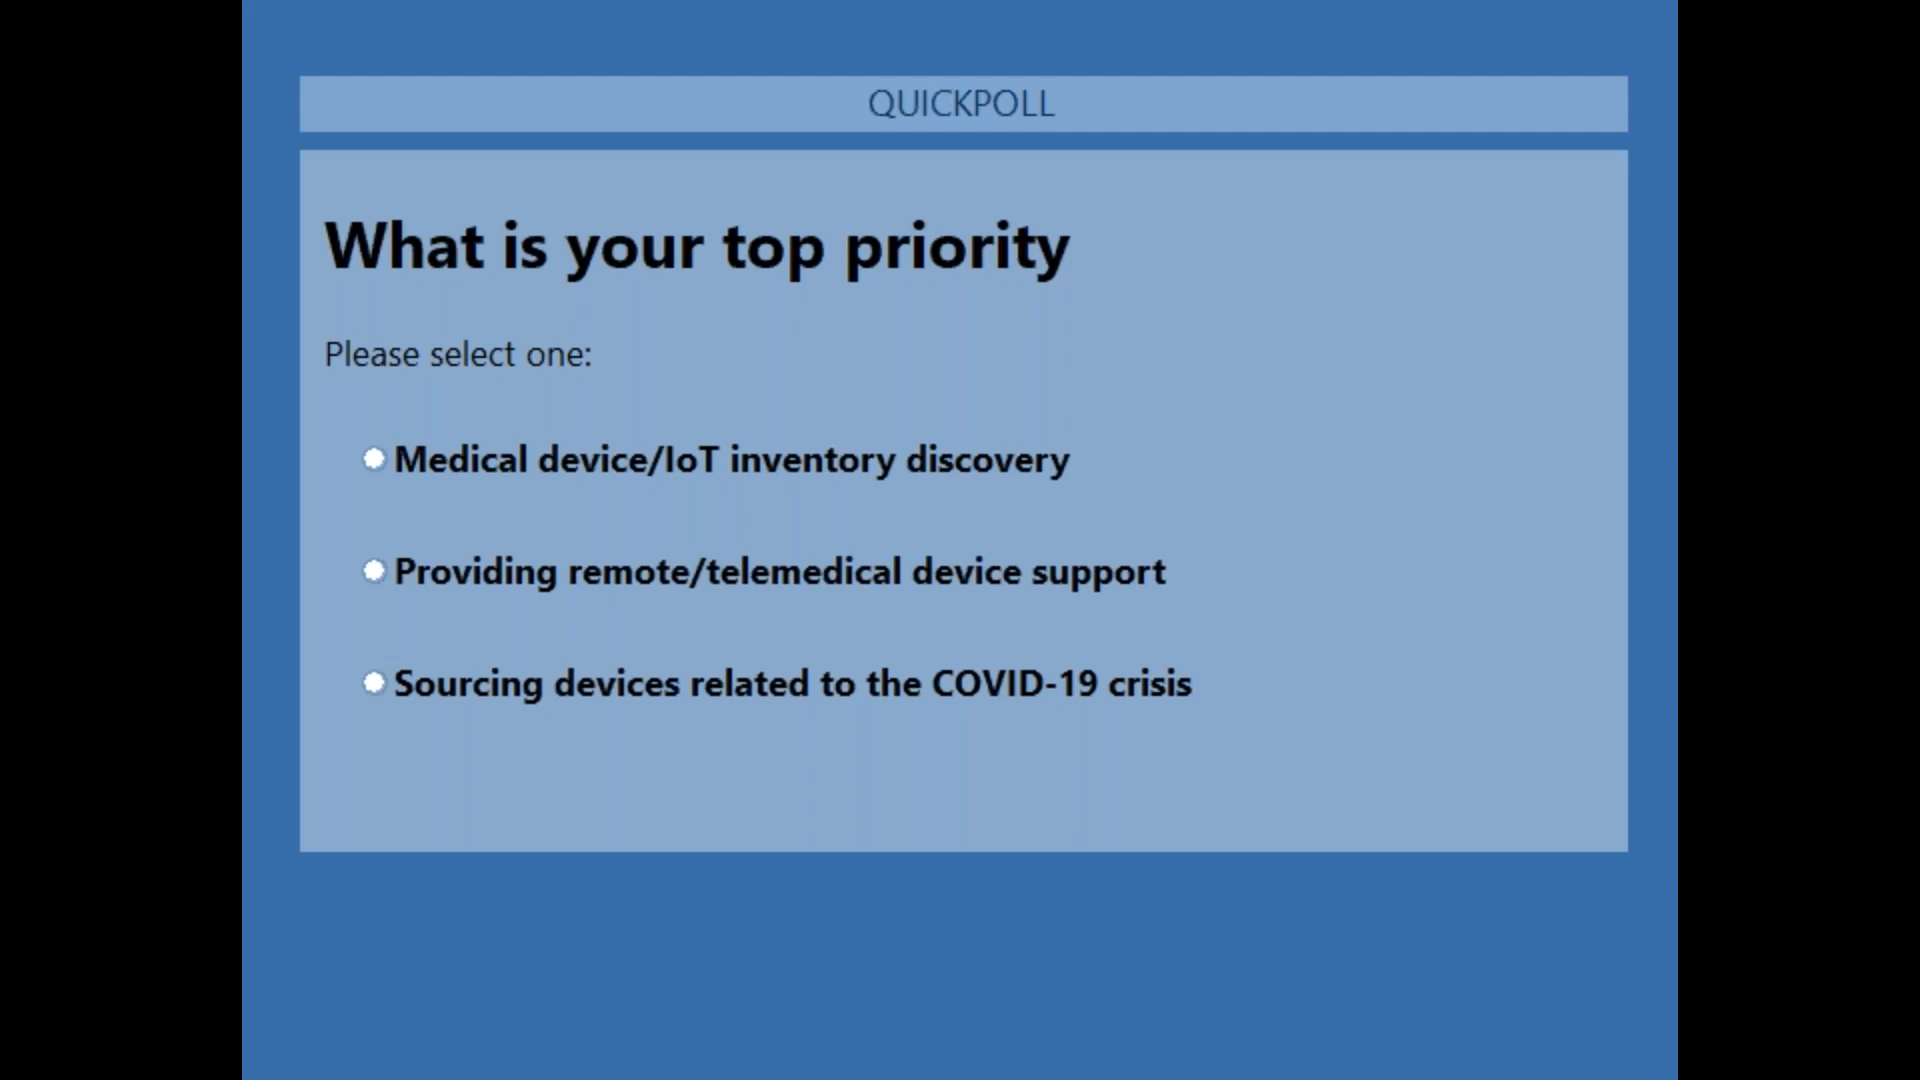 QUICKPOLL
What is your top priority
Please select one:
Medical device/IoT inventory discovery
Providing remote/telemedical device support
Sourcing devices related to the COVID-19 crisis